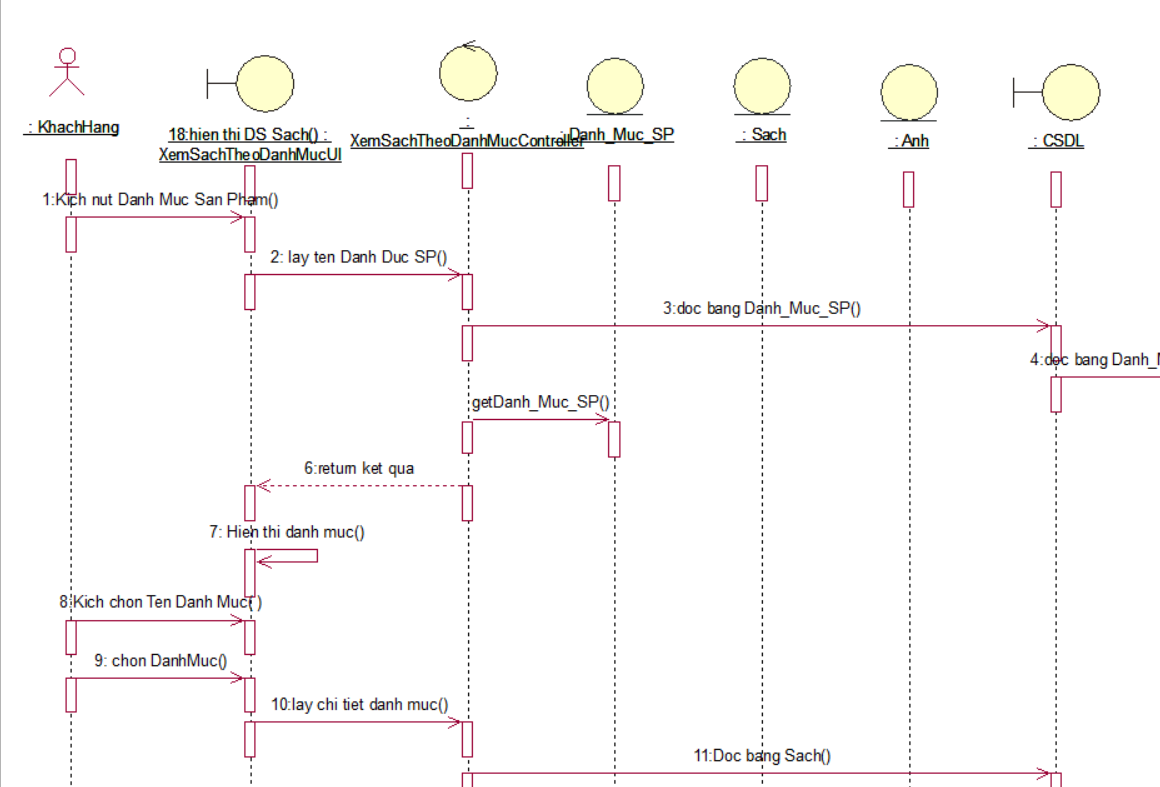 : KhachHang
18:hien thi DS Sach() :
XemSachTheoDanhMucUI
:
XemSachTheoDanhMucController
: Danh_Muc_SP
: Sach
: Anh
: CSDL
1:Kich nut Danh Muc San Pham()
2: lay ten Danh Duc SP()
3:doc bang Danh_Muc_SP()
4:doc bang Danh_
getDanh_Muc_SP()
6:return ket qua
7: Hien thi danh muc()
8:Kich chon Ten Danh Muc( )
9: chon DanhMuc()
10:lay chi tiet danh muc()
11:Doc bang Sach()